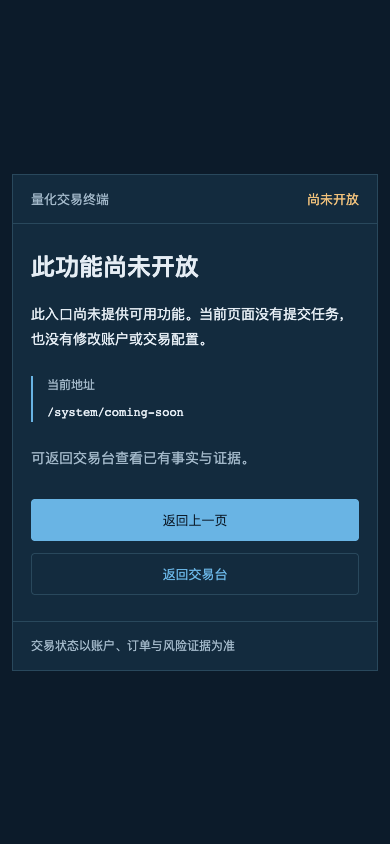 量化交易终端
尚未开放
此功能尚未开放
此入口尚未提供可用功能。当前页面没有提交任务，
也没有修改账户或交易配置。
当前地址
/system/coming-soon
可返回交易台查看已有事实与证据。
返回上一页
返回交易台
交易状态以账户、订单与风险证据为准